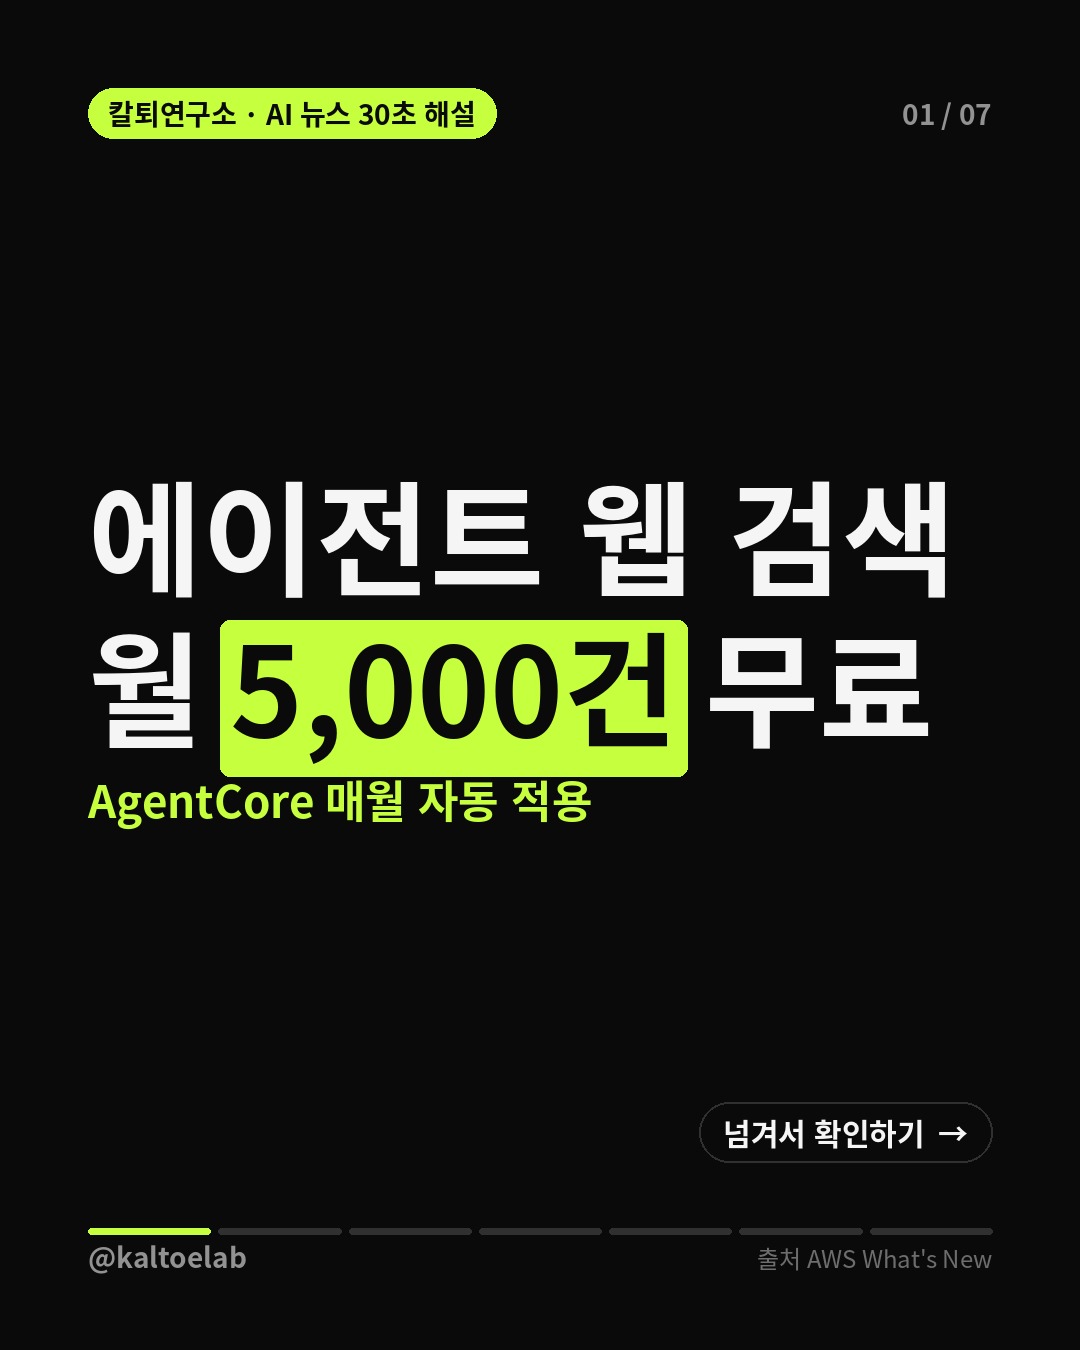 칼퇴연구소 · AI 뉴스 30초 해설
01 / 07
에이전트 웹 검색
월 5,000건 무료
AgentCore 매월 자동 적용
넘겨서 확인하기 →
@kaltoelab
출처 AWS What's New